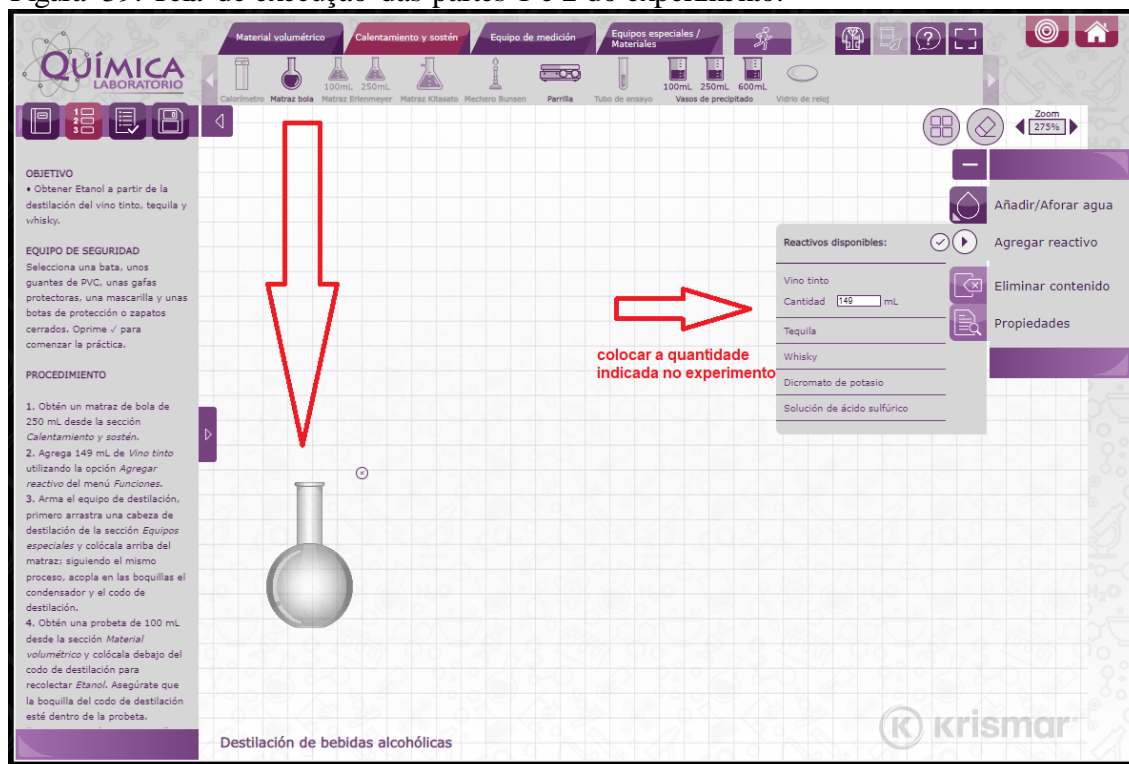 Figura 39: Tela de execução das partes 1 e 2 do experimento.
Material volumétrico
Calentamiento y sostén
Equipo de medición
Equipos especiales /
Materiales
QUÍMICA
LABORATORIO
100mL 250mL
100mL 250mL 600mL
Calorímetro Matraz bola Matraz Erlenmeyer Matraz Kitasato Mechero Bunsen Parrilla Tubo de ensayo Vasos de precipitado Vidrio de reloj
Zoom
275%
OBJETIVO
• Obtener Etanol a partir de la
destilación del vino tinto, tequila y
whisky.
EQUIPO DE SEGURIDAD
Selecciona una bata, unos
guantes de PVC, unas gafas
protectoras, una mascarilla y unas
botas de protección o zapatos
cerrados. Oprime ✓ para
comenzar la práctica.
PROCEDIMIENTO
1. Obtén un matraz de bola de
250 mL desde la sección
Calentamiento y sostén.
2. Agrega 149 mL de Vino tinto
utilizando la opción Agregar
reactivo del menú Funciones.
3. Arma el equipo de destilación,
primero arrastra una cabeza de
destilación de la sección Equipos
especiales y colócala arriba del
matraz; siguiendo el mismo
proceso, acopla en las boquillas el
condensador y el codo de
destilación.
4. Obtén una probeta de 100 mL
desde la sección Material
volumétrico y colócala debajo del
codo de destilación para
recolectar Etanol. Asegúrate que
la boquilla del codo de destilación
esté dentro de la probeta.
Añadir/Aforar agua
Agregar reactivo
Eliminar contenido
Propiedades
Reactivos disponibles:
Vino tinto
Cantidad 149 mL
Tequila
Whisky
Dicromato de potasio
Solución de ácido sulfúrico
colocar a quantidade
indicada no experimento
Destilación de bebidas alcohólicas
K krismar